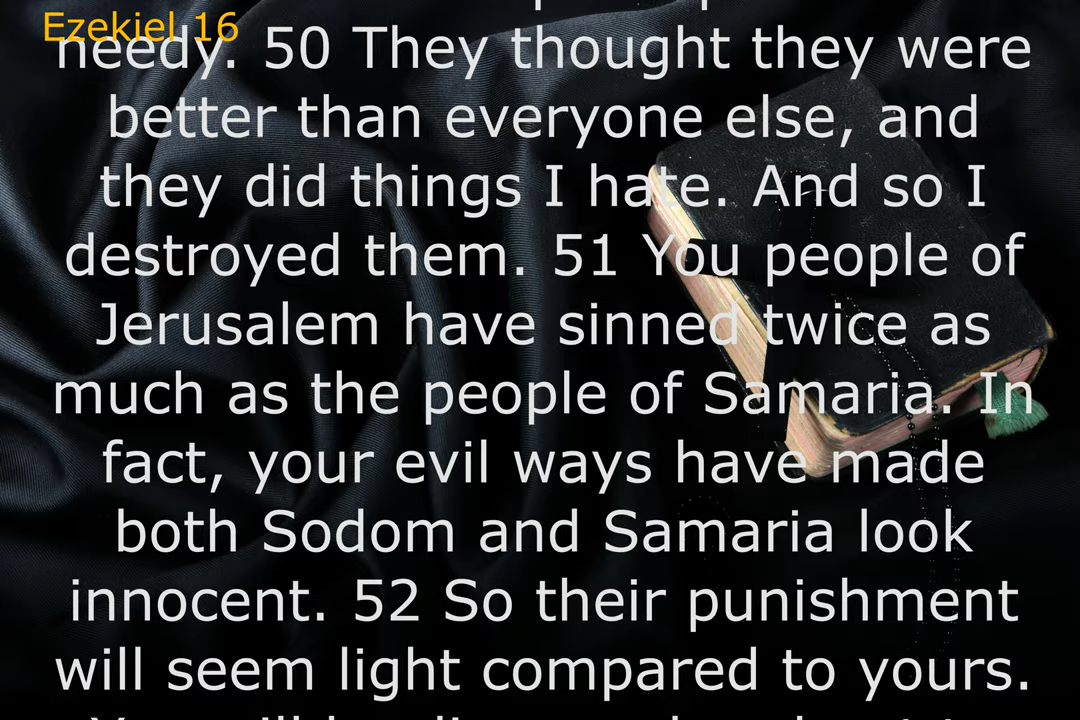 Ezekiel 16
needy. 50 They thought they were
better than everyone else, and
they did things I hate. And so I
destroyed them. 51 You people of
Jerusalem have sinned twice as
much as the people of Samaria. In
fact, your evil ways have made
both Sodom and Samaria look
innocent. 52 So their punishment
will seem light compared to yours.